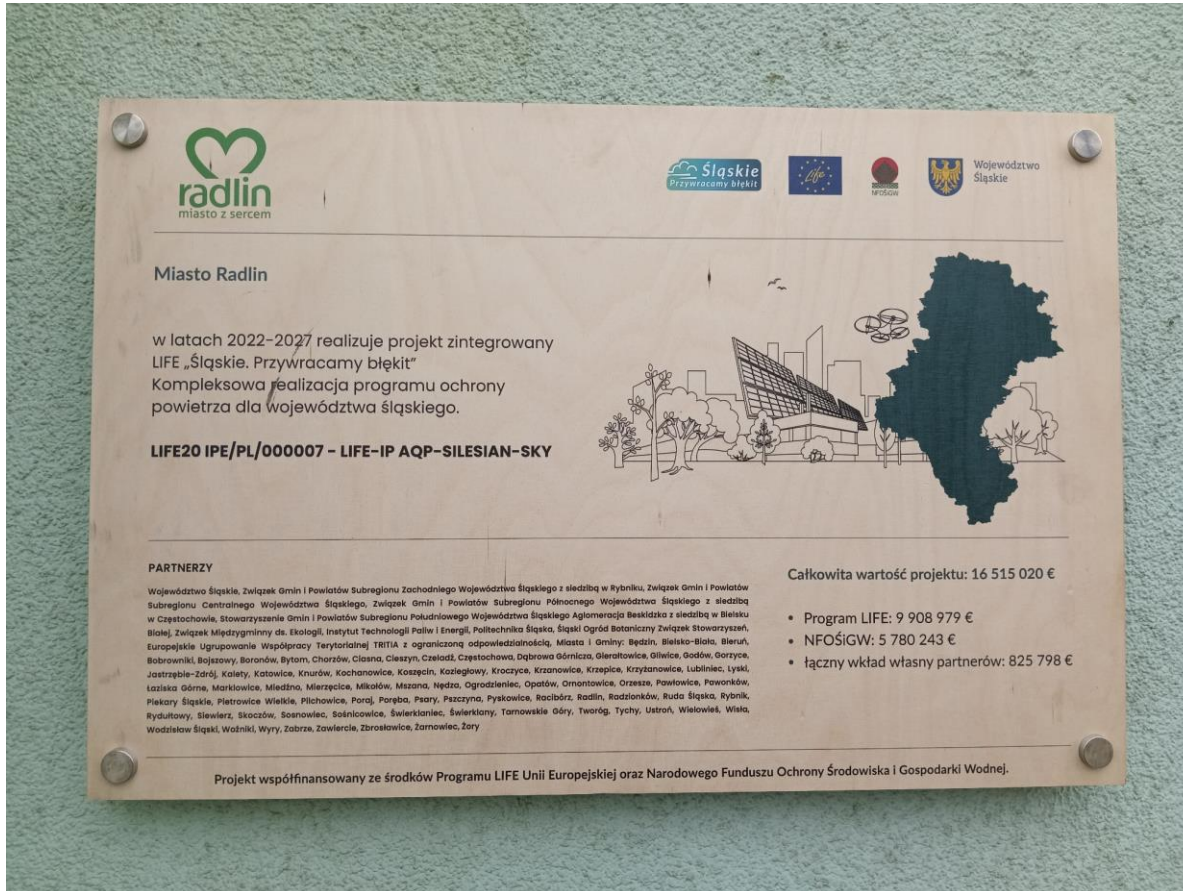 radlin
miasto z sercem
Śląskie
Przywracamy błękit
Life
NFOŚiGW
Województwo
Śląskie
Miasto Radlin
w latach 2022-2027 realizuje projekt zintegrowany
LIFE „Śląskie. Przywracamy błękit”
Kompleksowa realizacja programu ochrony
powietrza dla województwa śląskiego.
LIFE20 IPE/PL/000007 - LIFE-IP AQP-SILESIAN-SKY
PARTNERZY
Województwo Śląskie, Związek Gmin i Powiatów Subregionu Zachodniego Województwa Śląskiego z siedzibą w Rybniku, Związek Gmin i Powiatów
Subregionu Centralnego Województwa Śląskiego, Związek Gmin i Powiatów Subregionu Północnego Województwa Śląskiego z siedzibą
w Częstochowie, Stowarzyszenie Gmin i Powiatów Subregionu Południowego Województwa Śląskiego Aglomeracja Beskidzka z siedzibą w Bielsku
Białej, Związek Międzygminny ds. Ekologii, Instytut Technologii Paliw i Energii, Politechnika Śląska, Śląski Ogród Botaniczny Związek Stowarzyszeń,
Europejskie Ugrupowanie Współpracy Terytorialnej TRITIA z ograniczoną odpowiedzialnością, Miasta i Gminy: Będzin, Bielsko-Biała, Bieruń,
Bobrowniki, Bojszowy, Boronów, Bytom, Chorzów, Ciasna, Cieszyn, Czeladź, Częstochowa, Dąbrowa Górnicza, Gierałtowice, Gliwice, Godów, Gorzyce,
Jastrzębie-Zdrój, Kalety, Katowice, Knurów, Kochanowice, Koszęcin, Koziegłowy, Kroczyce, Krzanowice, Krzepice, Krzyżanowice, Lubliniec, Lyski,
Łaziska Górne, Marklowice, Miedźno, Mierzęcice, Mikołów, Mszana, Nędza, Ogrodzieniec, Opatów, Ornontowice, Orzesze, Pawłowice, Pawonków,
Piekary Śląskie, Pietrowice Wielkie, Pilchowice, Poraj, Poręba, Psary, Pszczyna, Pyskowice, Racibórz, Radlin, Radzionków, Ruda Śląska, Rybnik,
Rydułtowy, Siewierz, Skoczów, Sosnowiec, Sośnicowice, Świerklaniec, Świerklany, Tarnowskie Góry, Tworóg, Tychy, Ustroń, Wielowieś, Wisła,
Wodzisław Śląski, Woźniki, Wyry, Zabrze, Zawiercie, Zbrosławice, Żarnowiec, Żory
Całkowita wartość projektu: 16 515 020 €
• Program LIFE: 9 908 979 €
• NFOŚiGW: 5 780 243 €
• łączny wkład własny partnerów: 825 798 €
Projekt współfinansowany ze środków Programu LIFE Unii Europejskiej oraz Narodowego Funduszu Ochrony Środowiska i Gospodarki Wodnej.